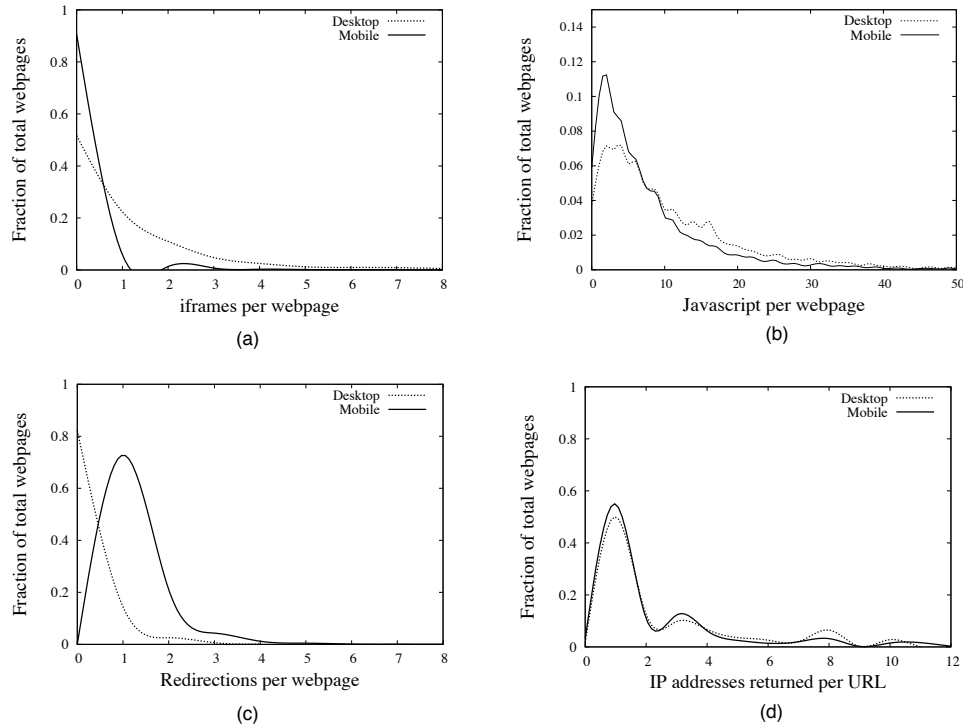 Fraction of total webpages
1
0.8
0.6
0.4
0.2
0
Desktop
Mobile
0 1 2 3 4 5 6 7 8
iframes per webpage
(a)
Fraction of total webpages
0.14
0.12
0.1
0.08
0.06
0.04
0.02
0
Desktop
Mobile
0 10 20 30 40 50
Javascript per webpage
(b)
Fraction of total webpages
1
0.8
0.6
0.4
0.2
0
Desktop
Mobile
0 1 2 3 4 5 6 7 8
Redirections per webpage
(c)
Fraction of total webpages
1
0.8
0.6
0.4
0.2
0
Desktop
Mobile
0 2 4 6 8 10 12
IP addresses returned per URL
(d)